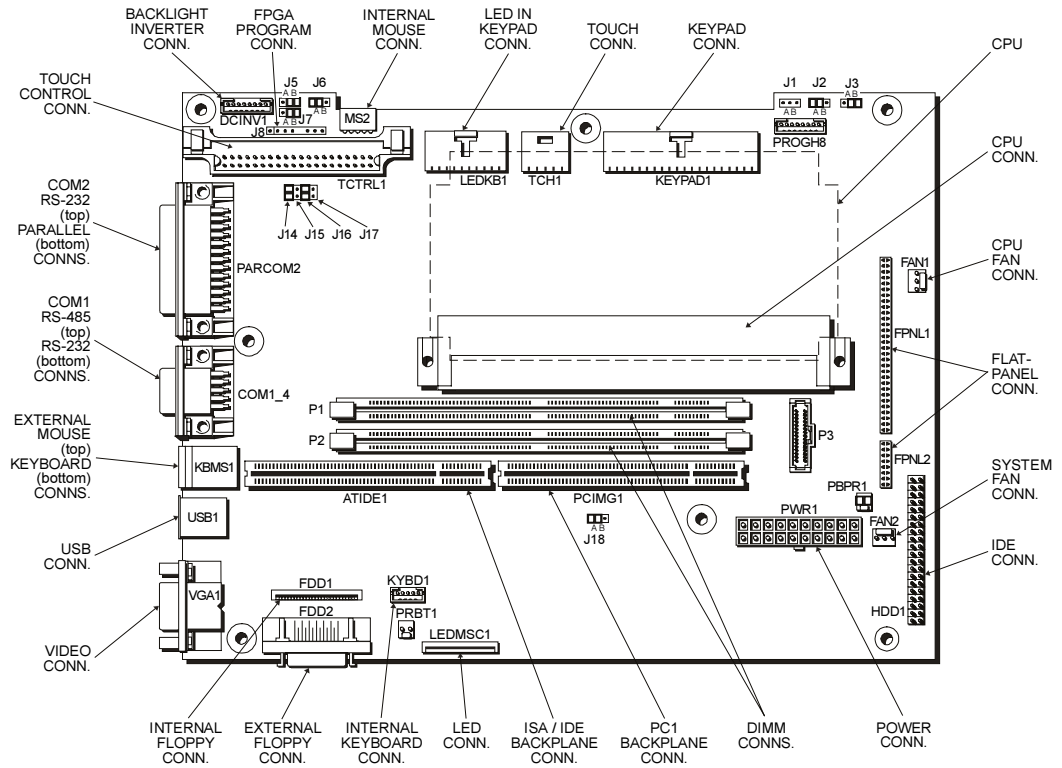 BACKLIGHT
INVERTER
CONN.
FPGA
PROGRAM
CONN.
INTERNAL
MOUSE
CONN.
LED IN
KEYPAD
CONN.
TOUCH
CONN.
KEYPAD
CONN.
CPU
TOUCH
CONTROL
CONN.
J5
A B
J6
A B
DCINV1
A B
J7
J8
MS2
J1
A B
J2
A B
J3
A B
PROGH8
TCTRL1
LEDKB1
TCH1
KEYPAD1
CPU
CONN.
COM2
RS-232
(top)
PARALLEL
(bottom)
CONNS.
J14
J15
J16
J17
PARCOM2
FAN1
CPU
FAN
CONN.
COM1
RS-485
(top)
RS-232
(bottom)
CONNS.
COM1_4
FPNL1
FLAT-
PANEL
CONN.
EXTERNAL
MOUSE
(top)
KEYBOARD
(bottom)
CONNS.
P1
P2
P3
KBMS1
ATIDE1
PCIMG1
FPNL2
PBPR1
SYSTEM
FAN
CONN.
USB1
A B
J18
PWR1
FAN2
USB
CONN.
IDE
CONN.
VGA1
FDD1
FDD2
KYBD1
PRBT1
LEDMSC1
HDD1
VIDEO
CONN.
INTERNAL
FLOPPY
CONN.
EXTERNAL
FLOPPY
CONN.
INTERNAL
KEYBOARD
CONN.
LED
CONN.
ISA / IDE
BACKPLANE
CONN.
PC1
BACKPLANE
CONN.
DIMM
CONNS.
POWER
CONN.